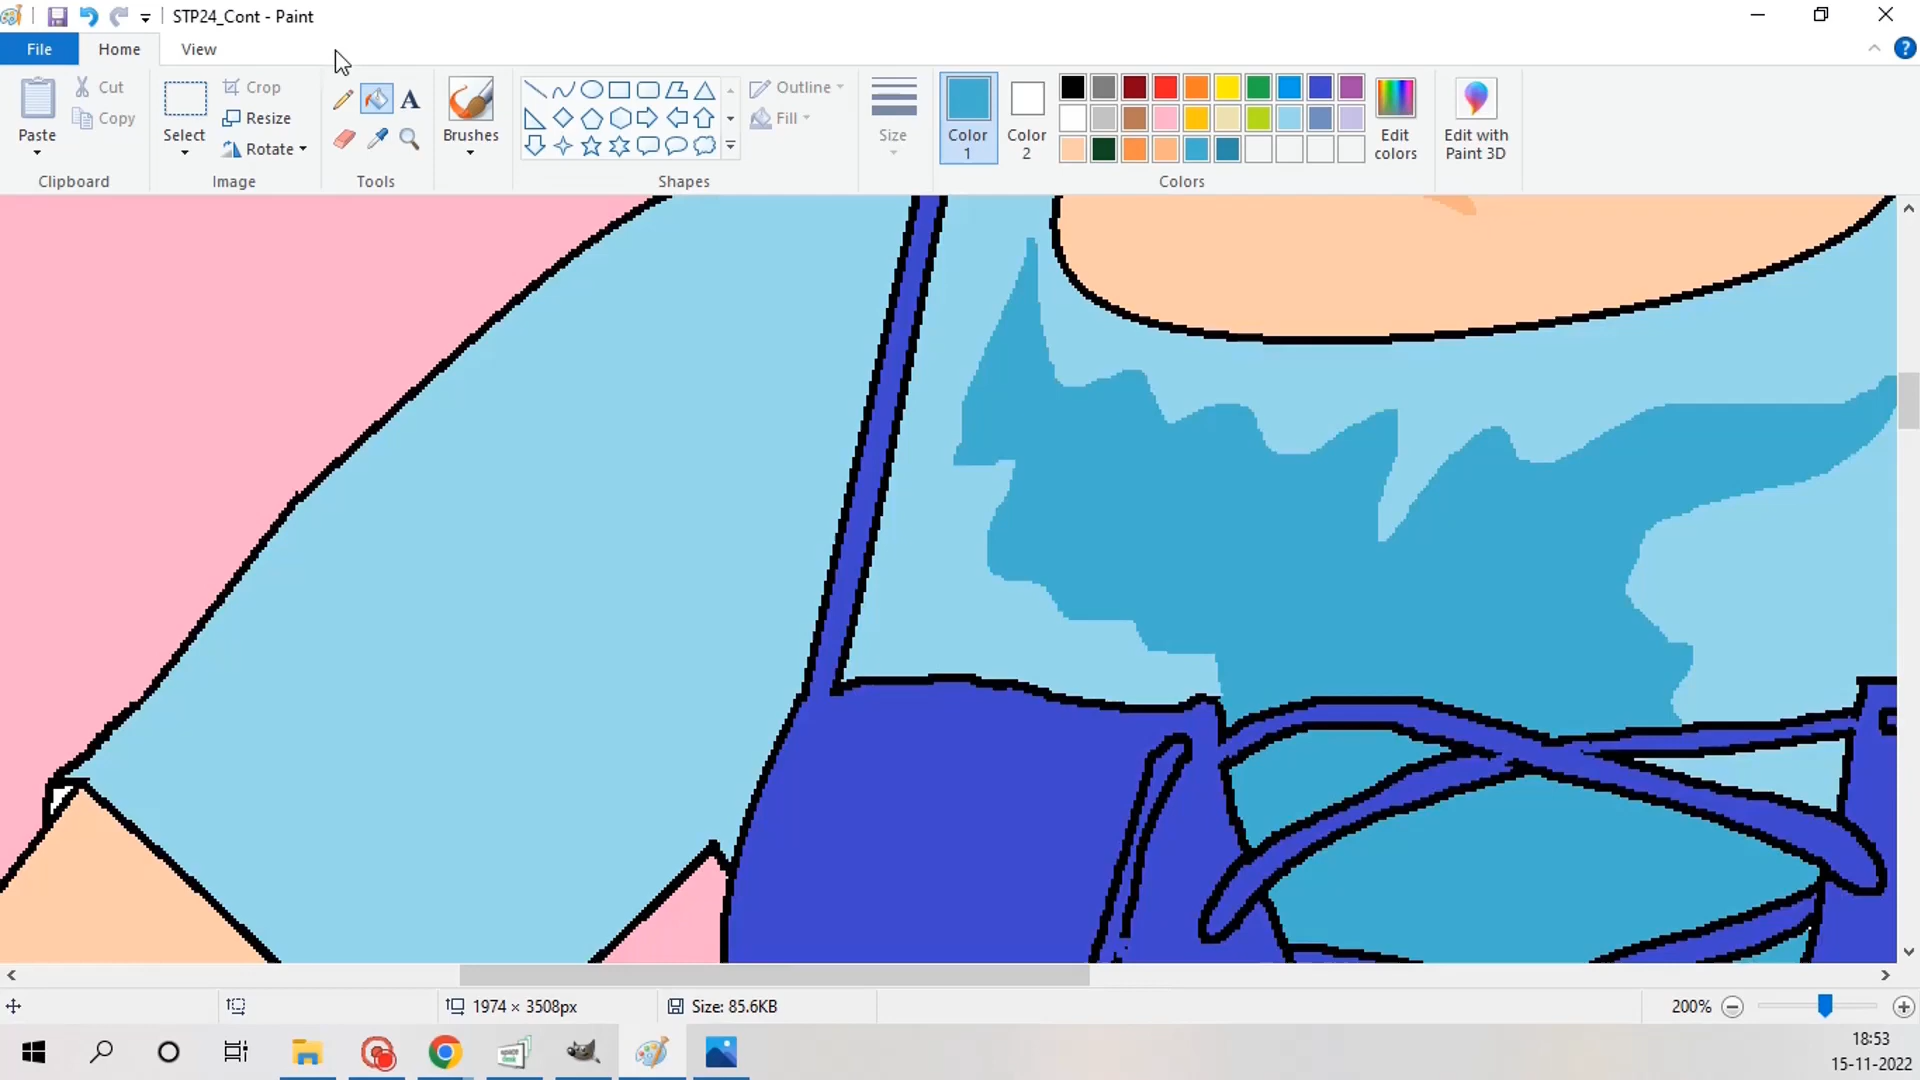 STP24_Cont - Paint
File
Home
View
Paste
Cut
Copy
Clipboard
Select
Crop
Resize
Rotate
Image
A
Tools
Brushes
Shapes
Outline
Fill
Size
Color 1
Color 2
Edit colors
Colors
Edit with Paint 3D
1974 × 3508px
Size: 85.6KB
200%
18:53
15-11-2022